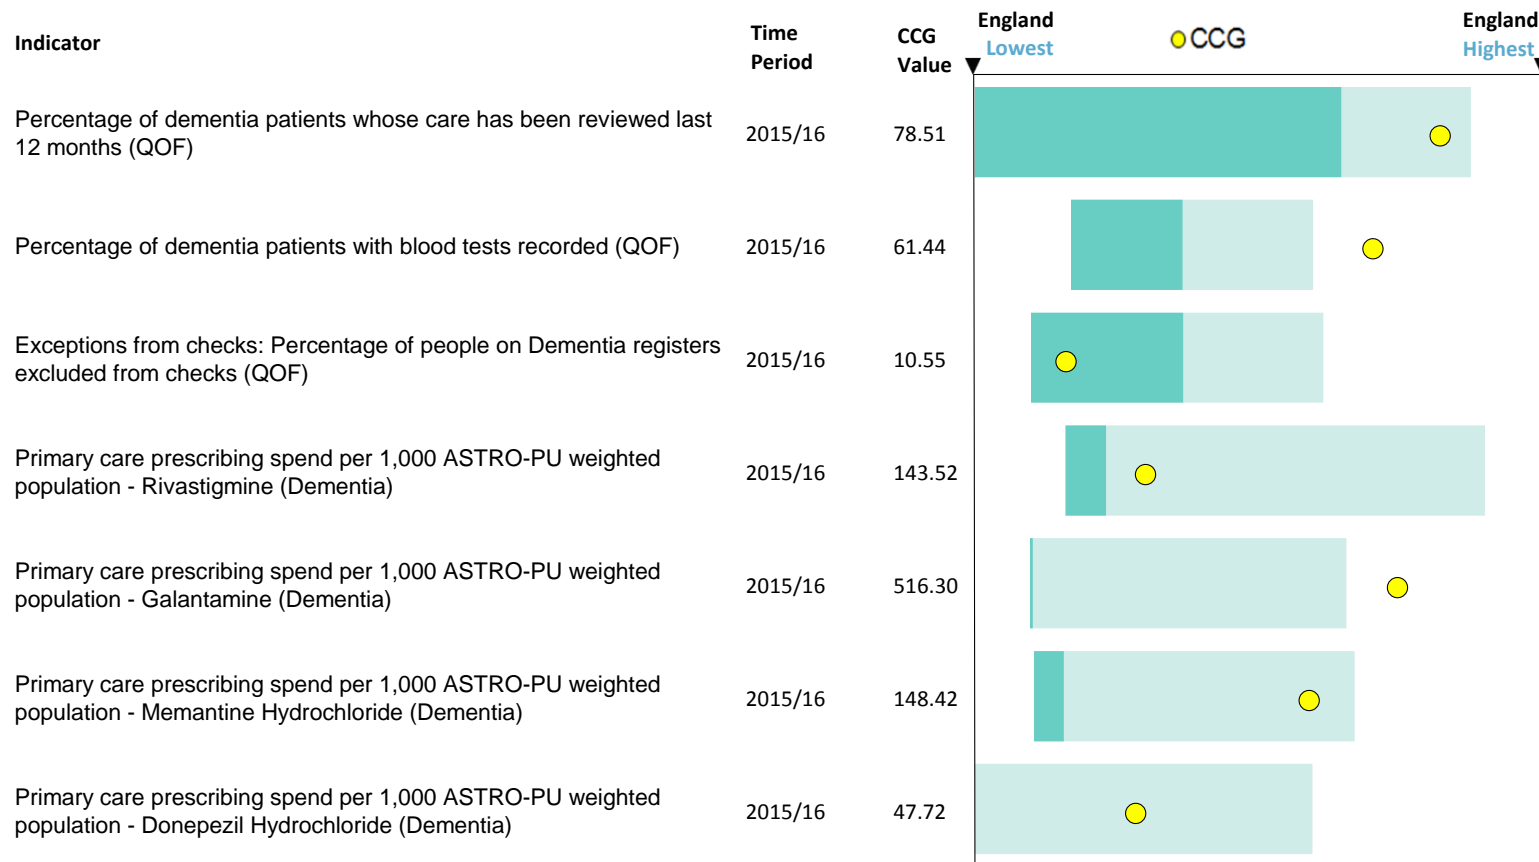 Indicator
Time
Period
CCG
Value
England
Lowest
CCG
England
Highest
Percentage of dementia patients whose care has been reviewed last
12 months (QOF)
2015/16
78.51
Percentage of dementia patients with blood tests recorded (QOF)
2015/16
61.44
Exceptions from checks: Percentage of people on Dementia registers
excluded from checks (QOF)
2015/16
10.55
Primary care prescribing spend per 1,000 ASTRO-PU weighted
population - Rivastigmine (Dementia)
2015/16
143.52
Primary care prescribing spend per 1,000 ASTRO-PU weighted
population - Galantamine (Dementia)
2015/16
516.30
Primary care prescribing spend per 1,000 ASTRO-PU weighted
population - Memantine Hydrochloride (Dementia)
2015/16
148.42
Primary care prescribing spend per 1,000 ASTRO-PU weighted
population - Donepezil Hydrochloride (Dementia)
2015/16
47.72